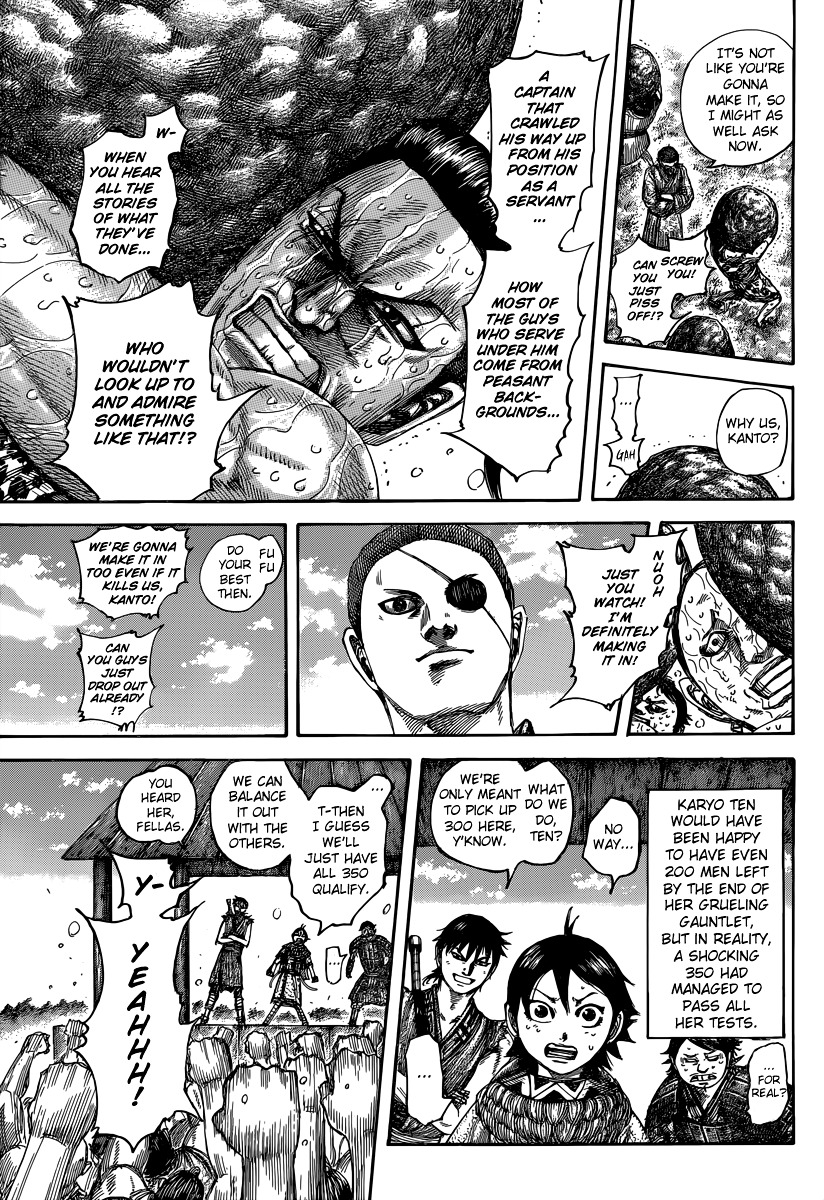 IT'S NOT
LIKE YOU'RE
GONNA
MAKE IT, SO
I MIGHT AS
WELL ASK
NOW.
SCREW
YOU!
CAN
YOU
JUST
PISS
OFF!?
WHY US,
KANTO?
....
GAH
A
CAPTAIN
THAT
CRAWLED
HIS WAY UP
FROM HIS
POSITION
AS A
SERVANT
...
HOW
MOST OF
THE GUYS
WHO SERVE
UNDER HIM
COME FROM
PEASANT
BACK-
GROUNDS...
W-
WHEN
YOU HEAR
ALL THE
STORIES
OF WHAT
THEY'VE
DONE...
WHO
WOULDN'T
LOOK UP TO
AND ADMIRE
SOMETHING
LIKE THAT!?
NUOH
JUST
YOU
WATCH!
I'M
DEFINITELY
MAKING
IT IN!
FU
FU
DO
YOUR
BEST
THEN.
WE'RE GONNA
MAKE IT IN
TOO EVEN IF IT
KILLS US,
KANTO!
CAN
YOU GUYS
JUST
DROP OUT
ALREADY
!?
KARYO TEN
WOULD HAVE
BEEN HAPPY
TO HAVE EVEN
200 MEN LEFT
BY THE END OF
HER GRUELING
GAUNTLET,
BUT IN REALITY,
A SHOCKING
350 HAD
MANAGED TO
PASS ALL
HER TESTS.
NO
WAY...
WHAT
DO WE
DO,
TEN?
WE'RE
ONLY MEANT
TO PICK UP
300 HERE,
Y'KNOW.
...
FOR
REAL?
....
...
T-THEN
I GUESS
WE'LL
JUST HAVE
ALL 350
QUALIFY.
...
WE CAN
BALANCE
IT OUT
WITH THE
OTHERS.
YOU
HEARD
HER,
FELLAS.
Y-
YEAHHH!